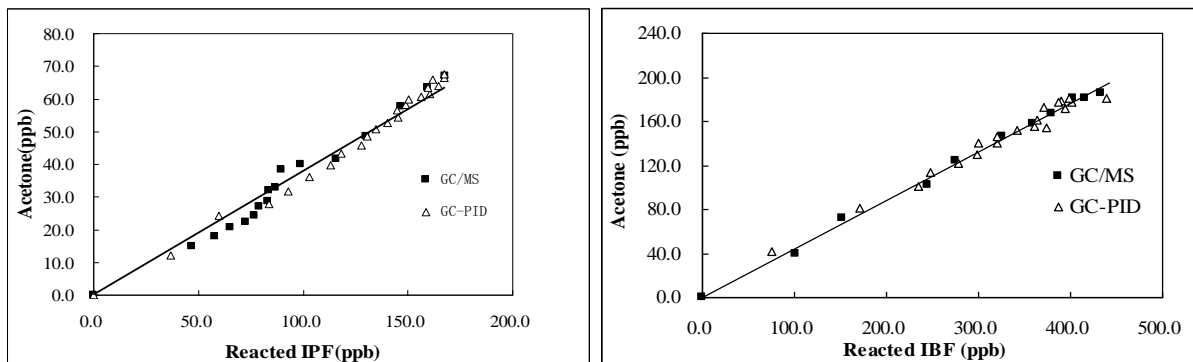 80.0
70.0
60.0
50.0
40.0
30.0
20.0
10.0
0.0
Acetone(ppb)
GC/MS
GC-PID
0.0 50.0 100.0 150.0 200.0
Reacted IPF(ppb)
240.0
200.0
160.0
120.0
80.0
40.0
0.0
Acetone (ppb)
GC/MS
GC-PID
0.0 100.0 200.0 300.0 400.0 500.0
Reacted IBF (ppb)